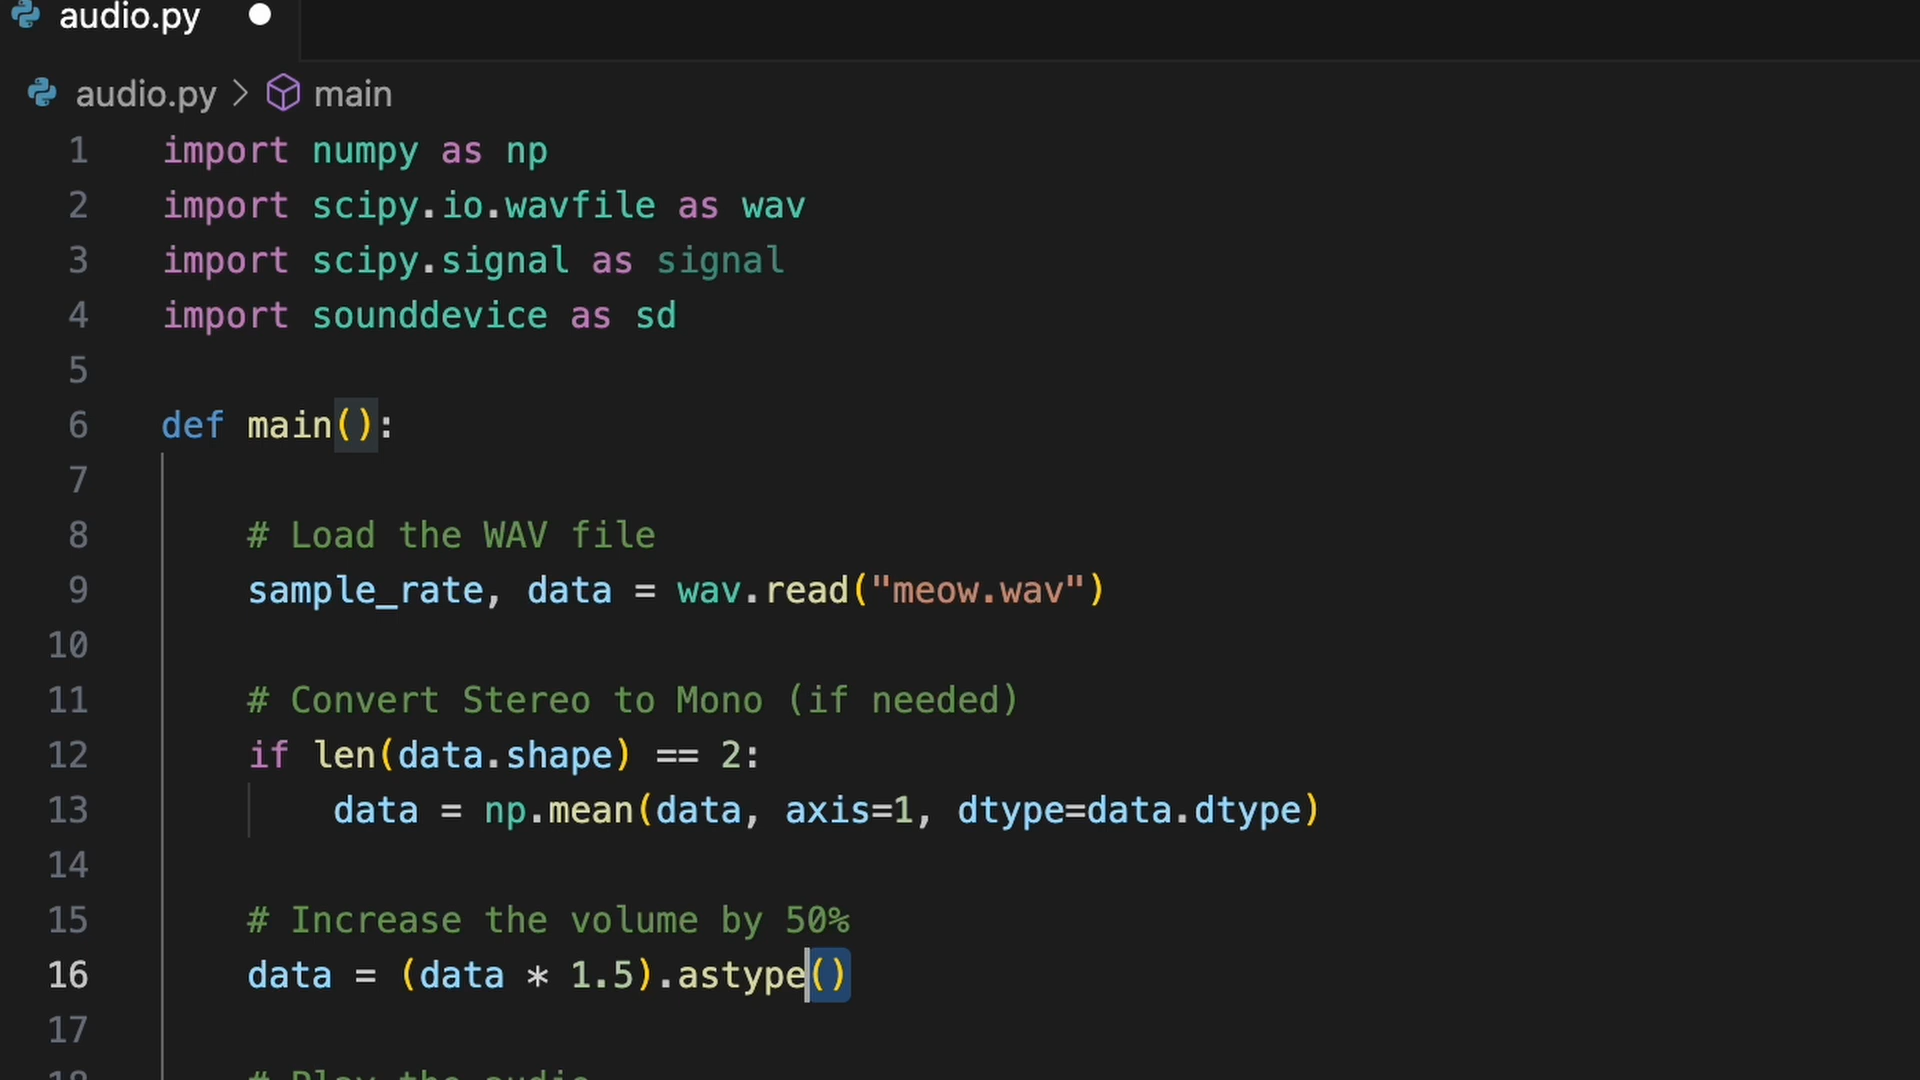 audio.py
audio.py > main
1 import numpy as np
2 import scipy.io.wavfile as wav
3 import scipy.signal as signal
4 import sounddevice as sd
5
6 def main():
7
8     # Load the WAV file
9     sample_rate, data = wav.read("meow.wav")
10
11     # Convert Stereo to Mono (if needed)
12     if len(data.shape) == 2:
13         data = np.mean(data, axis=1, dtype=data.dtype)
14
15     # Increase the volume by 50%
16     data = (data * 1.5).astype()
17
18     # Play the audio